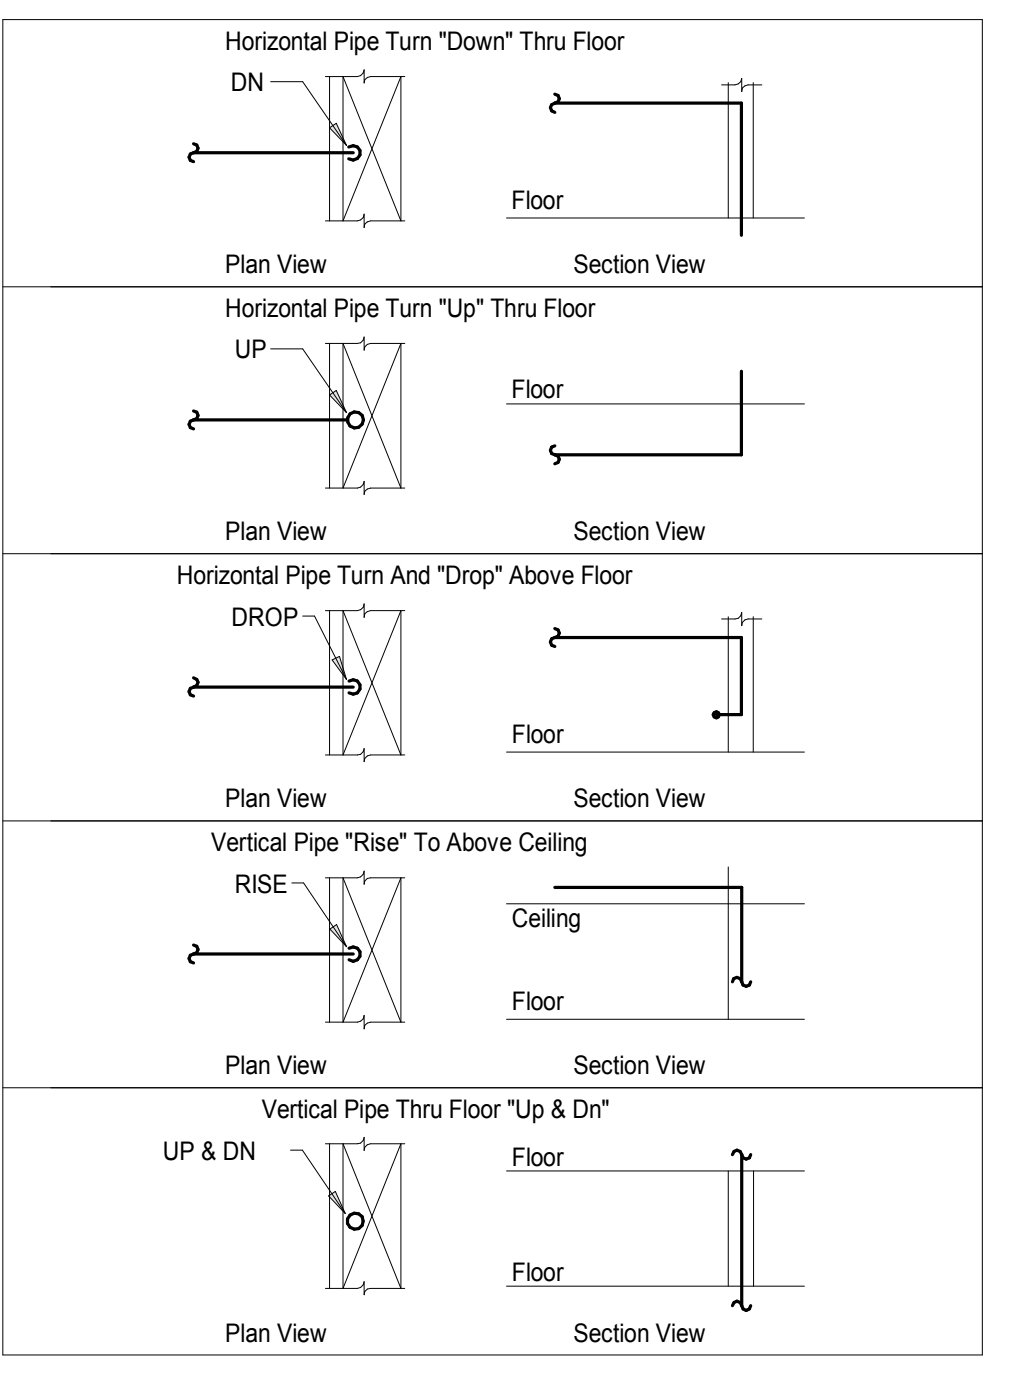 Horizontal Pipe Turn "Down" Thru Floor
DN
Floor
Plan View
Section View
Horizontal Pipe Turn "Up" Thru Floor
UP
Floor
Plan View
Section View
Horizontal Pipe Turn And "Drop" Above Floor
DROP
Floor
Plan View
Section View
Vertical Pipe "Rise" To Above Ceiling
RISE
Ceiling
Floor
Plan View
Section View
Vertical Pipe Thru Floor "Up & Dn"
UP & DN
Floor
Floor
Plan View
Section View